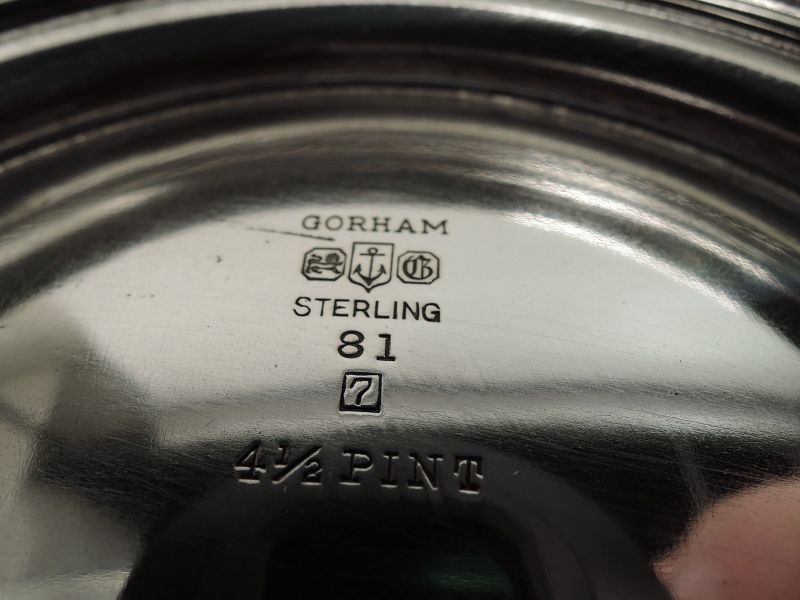 GORHAM
G
STERLING
81
7
4½ PINT